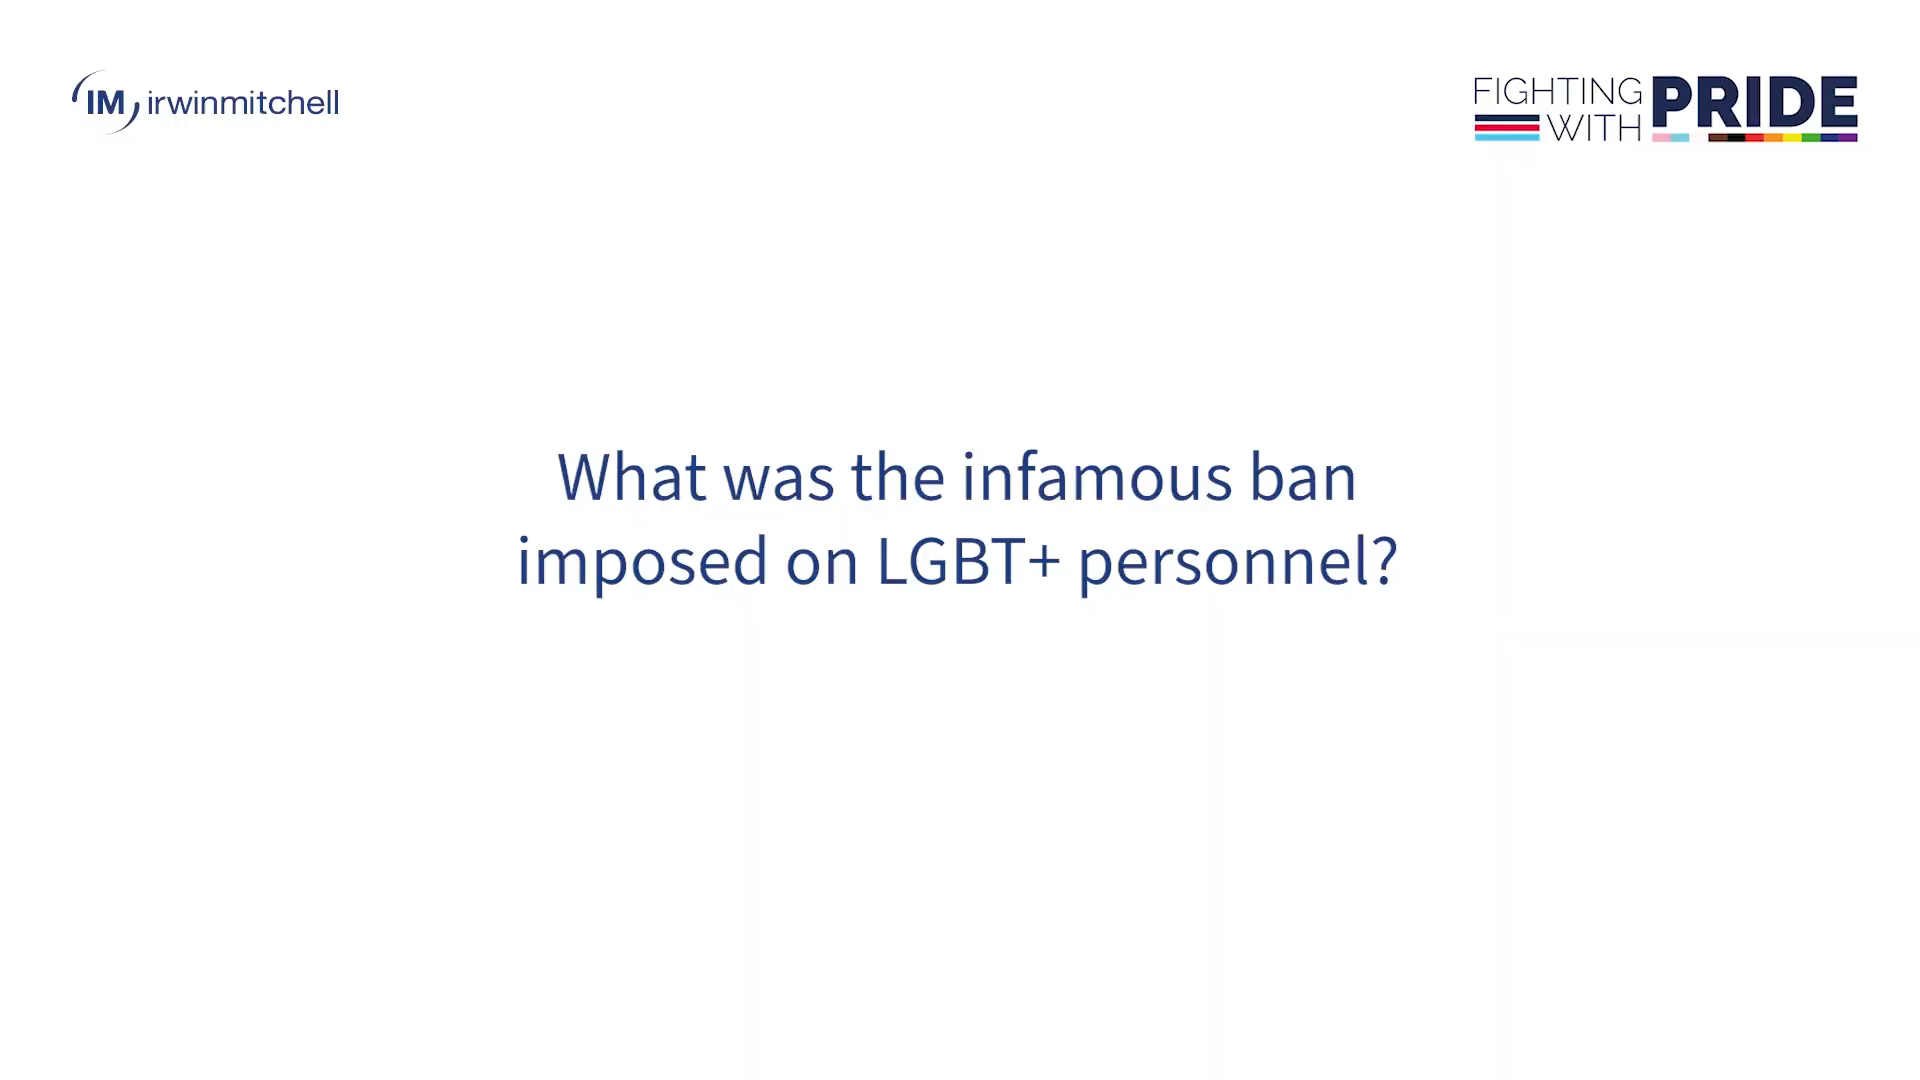 IM irwinmitchell
FIGHTING
WITH
PRIDE
What was the infamous ban
imposed on LGBT+ personnel?